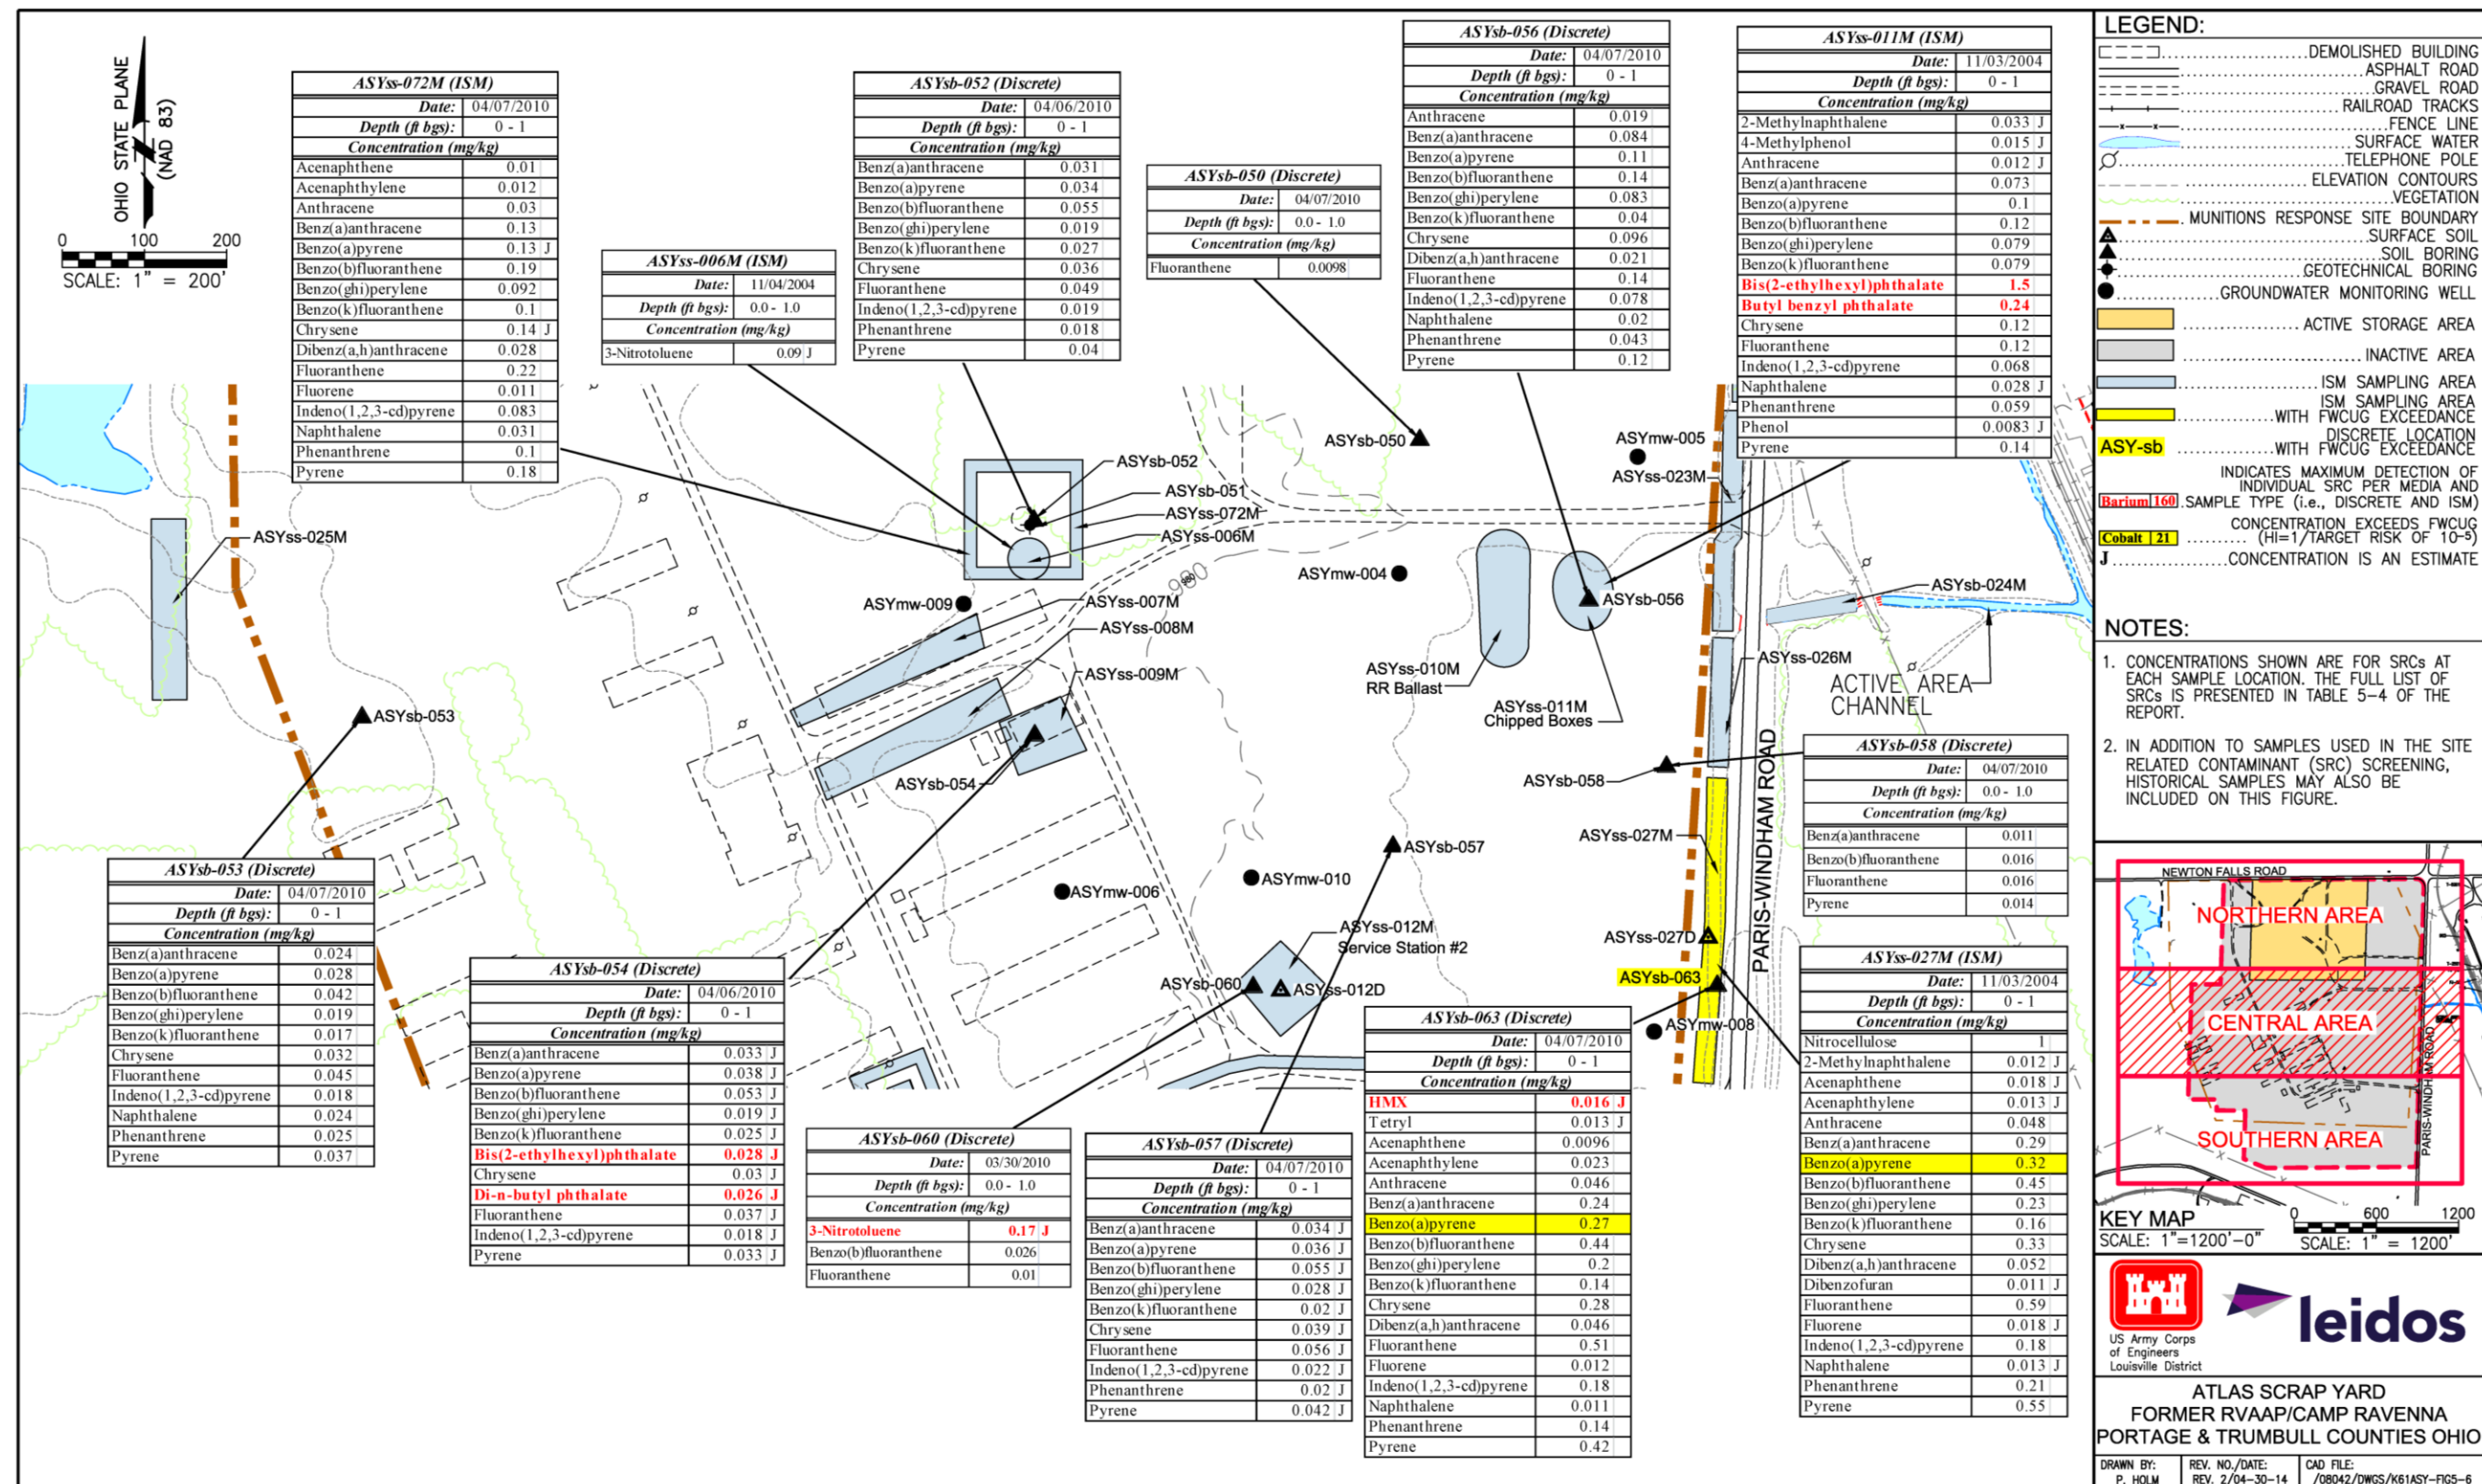 OHIO STATE PLANE
(NAD 83)
0 100 200
SCALE: 1" = 200'
ASYss-072M (ISM)
Date: 04/07/2010
Depth (ft bgs): 0 - 1
Concentration (mg/kg)
Acenaphthene 0.01
Acenaphthylene 0.012
Anthracene 0.03
Benz(a)anthracene 0.13
Benzo(a)pyrene 0.13 J
Benzo(b)fluoranthene 0.19
Benzo(ghi)perylene 0.092
Benzo(k)fluoranthene 0.1
Chrysene 0.14 J
Dibenz(a,h)anthracene 0.028
Fluoranthene 0.22
Fluorene 0.011
Indeno(1,2,3-cd)pyrene 0.083
Naphthalene 0.031
Phenanthrene 0.1
Pyrene 0.18
ASYss-006M (ISM)
Date: 11/04/2004
Depth (ft bgs): 0.0 - 1.0
Concentration (mg/kg)
3-Nitrotoluene 0.09 J
ASYsb-052 (Discrete)
Date: 04/06/2010
Depth (ft bgs): 0 - 1
Concentration (mg/kg)
Benz(a)anthracene 0.031
Benzo(a)pyrene 0.034
Benzo(b)fluoranthene 0.055
Benzo(ghi)perylene 0.019
Benzo(k)fluoranthene 0.027
Chrysene 0.036
Fluoranthene 0.049
Indeno(1,2,3-cd)pyrene 0.019
Phenanthrene 0.018
Pyrene 0.04
ASYsb-050 (Discrete)
Date: 04/07/2010
Depth (ft bgs): 0.0 - 1.0
Concentration (mg/kg)
Fluoranthene 0.0098
ASYsb-056 (Discrete)
Date: 04/07/2010
Depth (ft bgs): 0 - 1
Concentration (mg/kg)
Anthracene 0.019
Benz(a)anthracene 0.084
Benzo(a)pyrene 0.11
Benzo(b)fluoranthene 0.14
Benzo(ghi)perylene 0.083
Benzo(k)fluoranthene 0.04
Chrysene 0.096
Dibenz(a,h)anthracene 0.021
Fluoranthene 0.14
Indeno(1,2,3-cd)pyrene 0.078
Naphthalene 0.02
Phenanthrene 0.043
Pyrene 0.12
ASYss-011M (ISM)
Date: 11/03/2004
Depth (ft bgs): 0 - 1
Concentration (mg/kg)
2-Methylnaphthalene 0.033 J
4-Methylphenol 0.015 J
Anthracene 0.012 J
Benz(a)anthracene 0.073
Benzo(a)pyrene 0.1
Benzo(b)fluoranthene 0.12
Benzo(ghi)perylene 0.079
Benzo(k)fluoranthene 0.079
Bis(2-ethylhexyl)phthalate 1.5
Butyl benzyl phthalate 0.24
Chrysene 0.12
Fluoranthene 0.12
Indeno(1,2,3-cd)pyrene 0.068
Naphthalene 0.028 J
Phenanthrene 0.059
Phenol 0.0083 J
Pyrene 0.14
ASYss-025M
ASYsb-053
ASYsb-052
ASYsb-051
ASYss-072M
ASYss-006M
ASYmw-009
ASYss-007M
ASYss-008M
ASYss-009M
ASYsb-054
980
ASYsb-050
ASYmw-004
ASYmw-005
ASYss-023M
ASYsb-056
ASYsb-024M
ASYss-010M
RR Ballast
ASYss-011M
Chipped Boxes
ASYss-026M
ACTIVE AREA
CHANNEL
PARIS-WINDHAM ROAD
ASYsb-058
ASYss-027M
ASYsb-057
ASYmw-006
ASYmw-010
ASYss-012M
Service Station #2
ASYsb-060
ASYss-012D
ASYss-027D
ASYsb-063
ASYmw-008
ASYsb-053 (Discrete)
Date: 04/07/2010
Depth (ft bgs): 0 - 1
Concentration (mg/kg)
Benz(a)anthracene 0.024
Benzo(a)pyrene 0.028
Benzo(b)fluoranthene 0.042
Benzo(ghi)perylene 0.019
Benzo(k)fluoranthene 0.017
Chrysene 0.032
Fluoranthene 0.045
Indeno(1,2,3-cd)pyrene 0.018
Naphthalene 0.024
Phenanthrene 0.025
Pyrene 0.037
ASYsb-054 (Discrete)
Date: 04/06/2010
Depth (ft bgs): 0 - 1
Concentration (mg/kg)
Benz(a)anthracene 0.033 J
Benzo(a)pyrene 0.038 J
Benzo(b)fluoranthene 0.053 J
Benzo(ghi)perylene 0.019 J
Benzo(k)fluoranthene 0.025 J
Bis(2-ethylhexyl)phthalate 0.028 J
Chrysene 0.03 J
Di-n-butyl phthalate 0.026 J
Fluoranthene 0.037 J
Indeno(1,2,3-cd)pyrene 0.018 J
Pyrene 0.033 J
ASYsb-060 (Discrete)
Date: 03/30/2010
Depth (ft bgs): 0.0 - 1.0
Concentration (mg/kg)
3-Nitrotoluene 0.17 J
Benzo(b)fluoranthene 0.026
Fluoranthene 0.01
ASYsb-057 (Discrete)
Date: 04/07/2010
Depth (ft bgs): 0 - 1
Concentration (mg/kg)
Benz(a)anthracene 0.034 J
Benzo(a)pyrene 0.036 J
Benzo(b)fluoranthene 0.055 J
Benzo(ghi)perylene 0.028 J
Benzo(k)fluoranthene 0.02 J
Chrysene 0.039 J
Fluoranthene 0.056 J
Indeno(1,2,3-cd)pyrene 0.022 J
Phenanthrene 0.02 J
Pyrene 0.042 J
ASYsb-063 (Discrete)
Date: 04/07/2010
Depth (ft bgs): 0 - 1
Concentration (mg/kg)
HMX 0.016 J
Tetryl 0.013 J
Acenaphthene 0.0096
Acenaphthylene 0.023
Anthracene 0.046
Benz(a)anthracene 0.24
Benzo(a)pyrene 0.27
Benzo(b)fluoranthene 0.44
Benzo(ghi)perylene 0.2
Benzo(k)fluoranthene 0.14
Chrysene 0.28
Dibenz(a,h)anthracene 0.046
Fluoranthene 0.51
Fluorene 0.012
Indeno(1,2,3-cd)pyrene 0.18
Naphthalene 0.011
Phenanthrene 0.14
Pyrene 0.42
ASYsb-058 (Discrete)
Date: 04/07/2010
Depth (ft bgs): 0.0 - 1.0
Concentration (mg/kg)
Benz(a)anthracene 0.011
Benzo(b)fluoranthene 0.016
Fluoranthene 0.016
Pyrene 0.014
ASYss-027M (ISM)
Date: 11/03/2004
Depth (ft bgs): 0 - 1
Concentration (mg/kg)
Nitrocellulose 1
2-Methylnaphthalene 0.012 J
Acenaphthene 0.018 J
Acenaphthylene 0.013 J
Anthracene 0.048
Benz(a)anthracene 0.29
Benzo(a)pyrene 0.32
Benzo(b)fluoranthene 0.45
Benzo(ghi)perylene 0.23
Benzo(k)fluoranthene 0.16
Chrysene 0.33
Dibenz(a,h)anthracene 0.052
Dibenzofuran 0.011 J
Fluoranthene 0.59
Fluorene 0.018 J
Indeno(1,2,3-cd)pyrene 0.18
Naphthalene 0.013 J
Phenanthrene 0.21
Pyrene 0.55
LEGEND:
DEMOLISHED BUILDING
ASPHALT ROAD
GRAVEL ROAD
RAILROAD TRACKS
FENCE LINE
SURFACE WATER
TELEPHONE POLE
ELEVATION CONTOURS
VEGETATION
MUNITIONS RESPONSE SITE BOUNDARY
SURFACE SOIL
SOIL BORING
GEOTECHNICAL BORING
GROUNDWATER MONITORING WELL
ACTIVE STORAGE AREA
INACTIVE AREA
ISM SAMPLING AREA
ISM SAMPLING AREA
WITH FWCUG EXCEEDANCE
DISCRETE LOCATION
ASY-sb WITH FWCUG EXCEEDANCE
INDICATES MAXIMUM DETECTION OF
INDIVIDUAL SRC PER MEDIA AND
Barium 160 SAMPLE TYPE (i.e., DISCRETE AND ISM)
CONCENTRATION EXCEEDS FWCUG
Cobalt 21 (HI=1/TARGET RISK OF 10-5)
J CONCENTRATION IS AN ESTIMATE
NOTES:
1. CONCENTRATIONS SHOWN ARE FOR SRCs AT
EACH SAMPLE LOCATION. THE FULL LIST OF
SRCs IS PRESENTED IN TABLE 5-4 OF THE
REPORT.
2. IN ADDITION TO SAMPLES USED IN THE SITE
RELATED CONTAMINANT (SRC) SCREENING,
HISTORICAL SAMPLES MAY ALSO BE
INCLUDED ON THIS FIGURE.
NEWTON FALLS ROAD
NORTHERN AREA
CENTRAL AREA
SOUTHERN AREA
PARIS-WINDHAM ROAD
KEY MAP
SCALE: 1"=1200'-0"
0 600 1200
SCALE: 1" = 1200'
US Army Corps
of Engineers
Louisville District
leidos
ATLAS SCRAP YARD
FORMER RVAAP/CAMP RAVENNA
PORTAGE & TRUMBULL COUNTIES OHIO
DRAWN BY: REV. NO./DATE: CAD FILE:
P. HOLM REV. 2/04-30-14 /08042/DWGS/K61ASY-FIG5-6